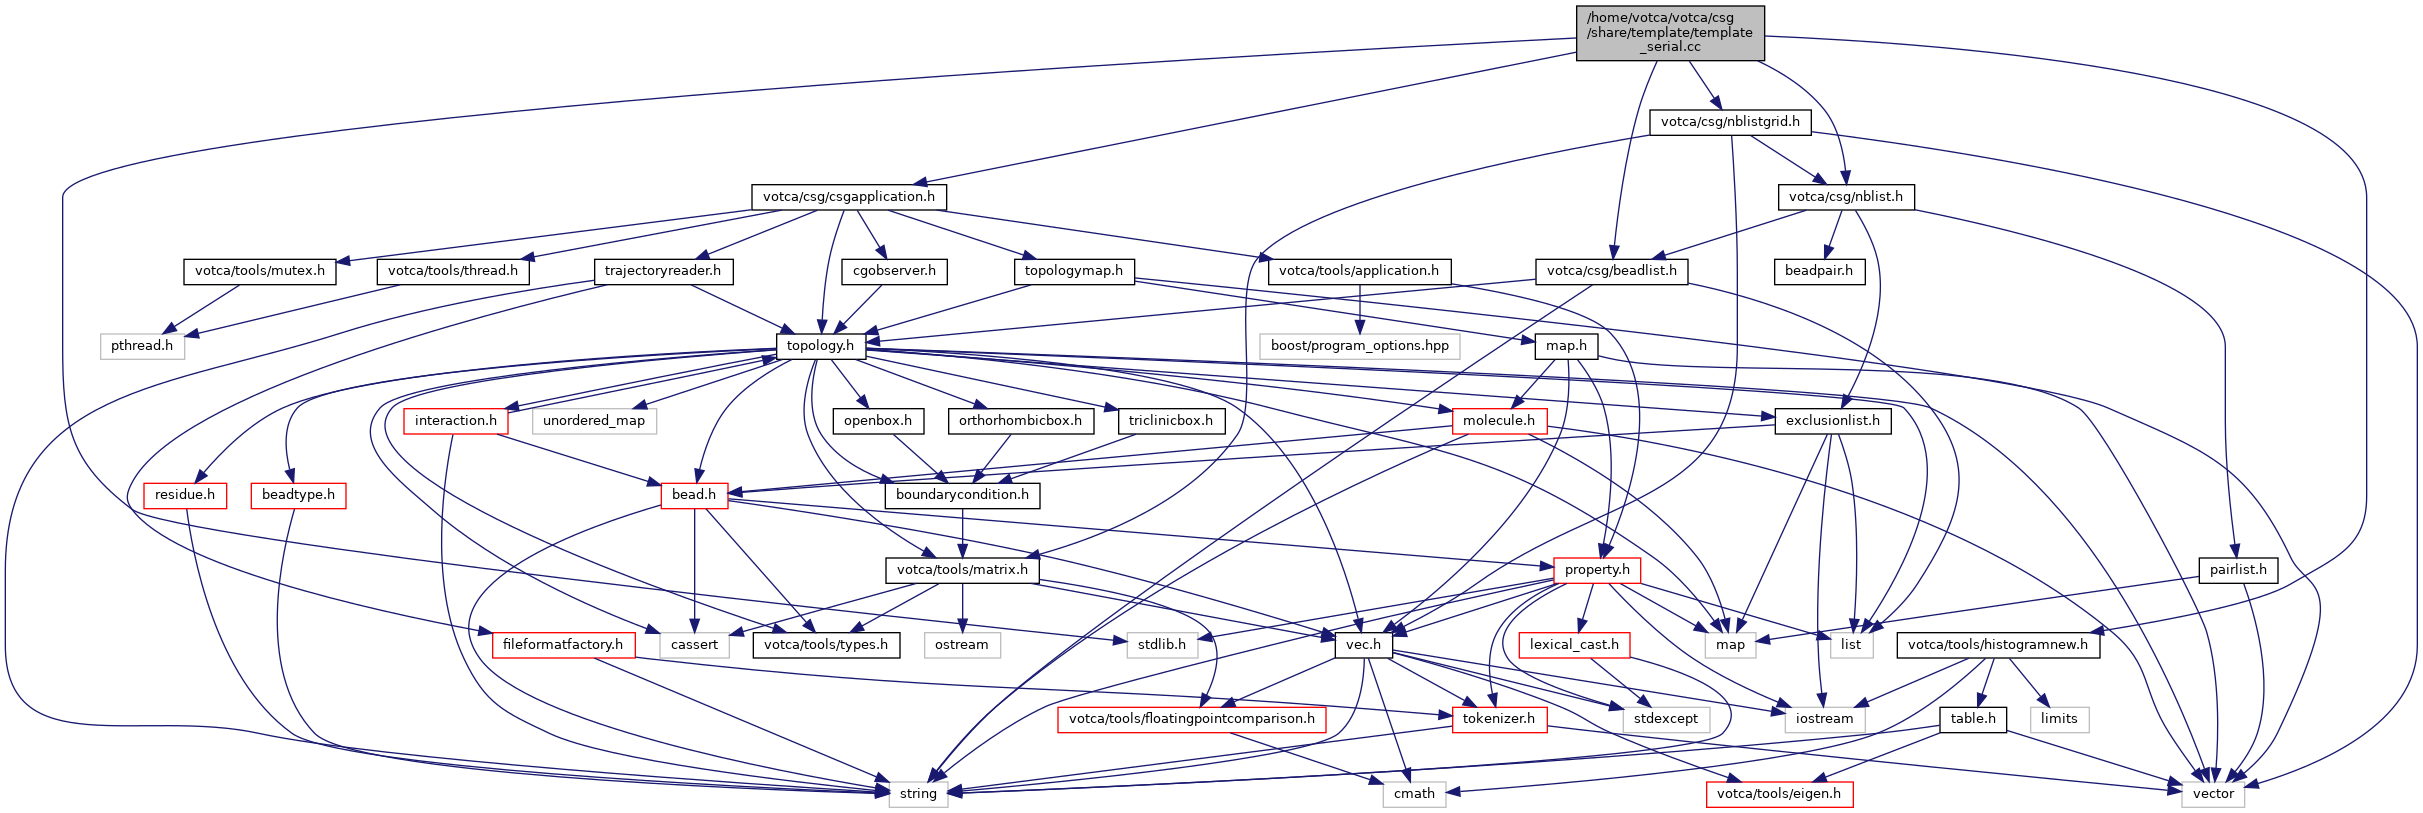 /home/votca/votca/csg
/share/template/template
_serial.cc
votca/csg/nblistgrid.h
votca/csg/csgapplication.h
votca/csg/nblist.h
votca/tools/mutex.h
votca/tools/thread.h
trajectoryreader.h
cgobserver.h
topologymap.h
votca/tools/application.h
votca/csg/beadlist.h
beadpair.h
pthread.h
topology.h
boost/program_options.hpp
map.h
interaction.h
unordered_map
openbox.h
orthorhombicbox.h
triclinicbox.h
molecule.h
exclusionlist.h
residue.h
beadtype.h
bead.h
boundarycondition.h
votca/tools/matrix.h
property.h
pairlist.h
fileformatfactory.h
cassert
votca/tools/types.h
ostream
stdlib.h
vec.h
lexical_cast.h
map
list
votca/tools/histogramnew.h
votca/tools/floatingpointcomparison.h
tokenizer.h
stdexcept
iostream
table.h
limits
string
cmath
votca/tools/eigen.h
vector